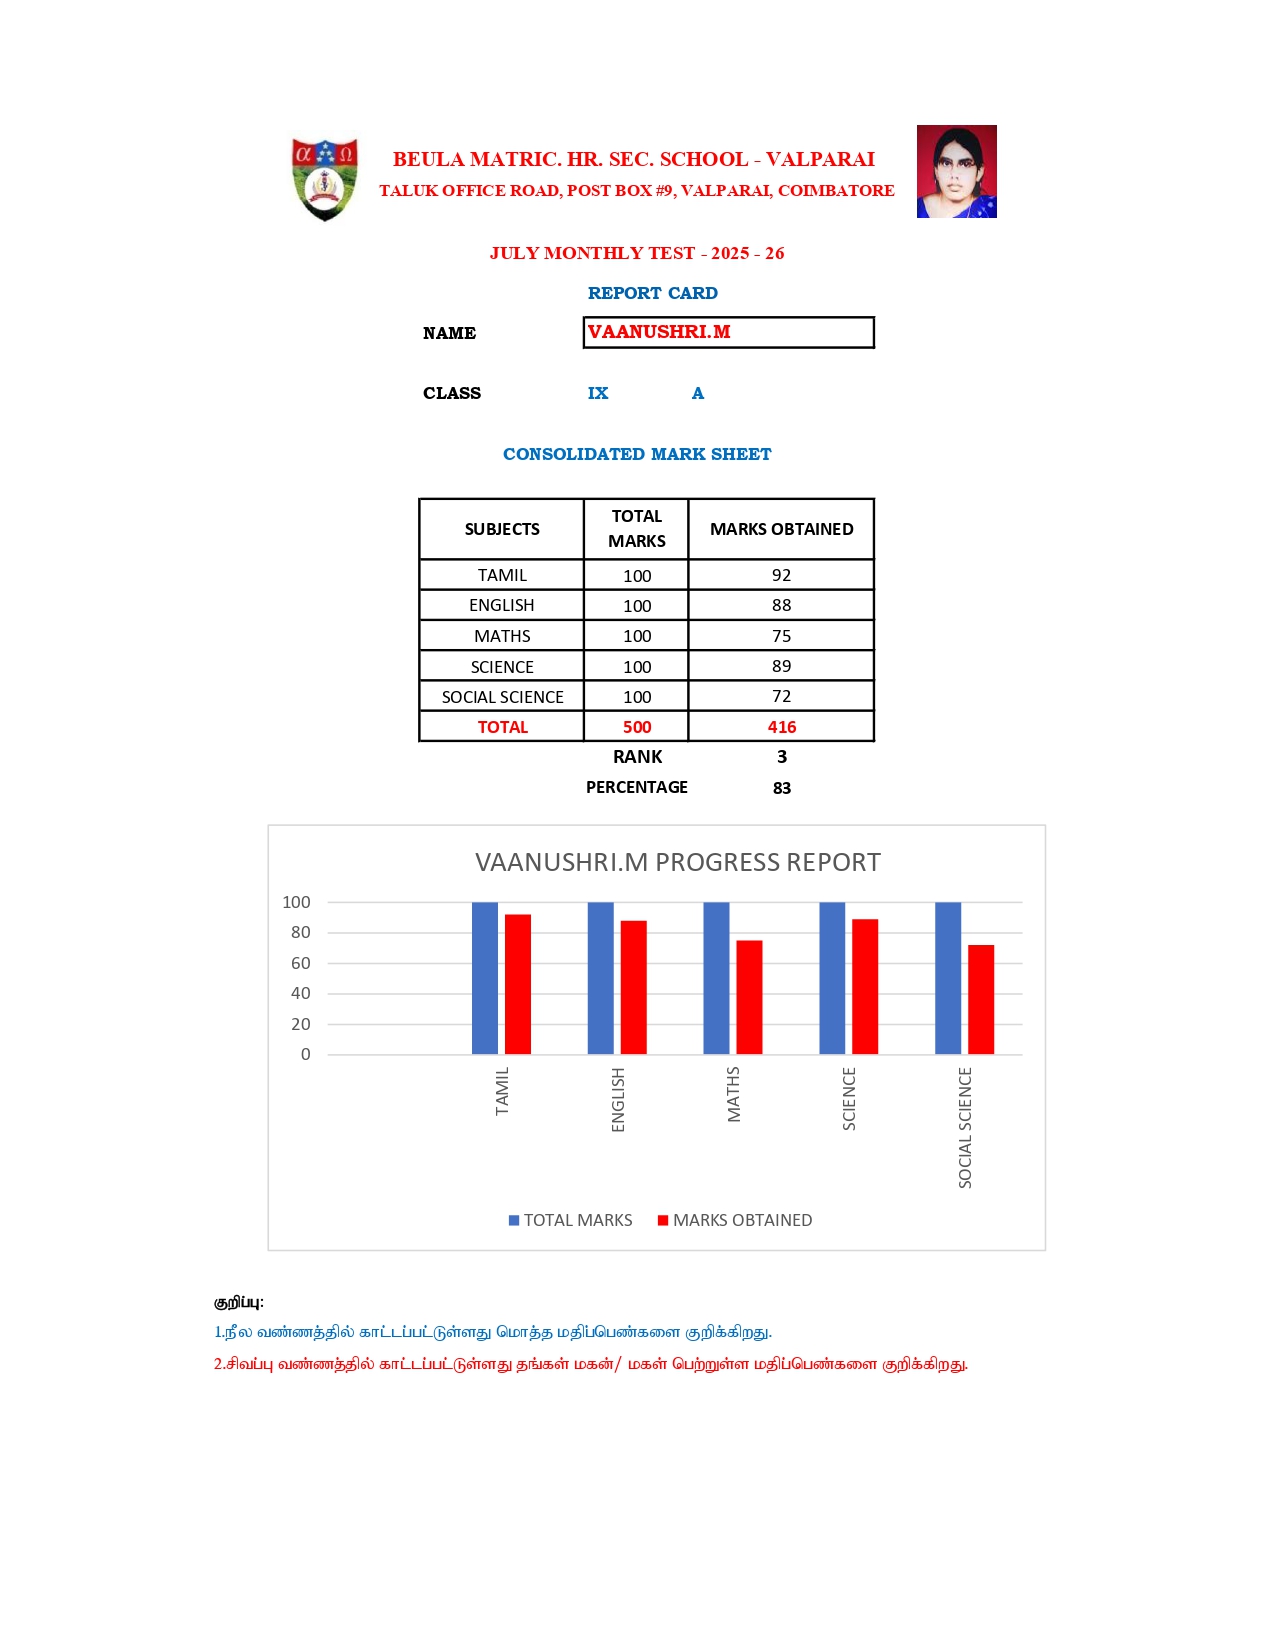 α Ω
BEULA MATRIC. HR. SEC. SCHOOL - VALPARAI
TALUK OFFICE ROAD, POST BOX #9, VALPARAI, COIMBATORE
JULY MONTHLY TEST - 2025 - 26
REPORT CARD
NAME VAANUSHRI.M
CLASS IX A
CONSOLIDATED MARK SHEET
SUBJECTS TOTAL MARKS MARKS OBTAINED
TAMIL 100 92
ENGLISH 100 88
MATHS 100 75
SCIENCE 100 89
SOCIAL SCIENCE 100 72
TOTAL 500 416
RANK 3
PERCENTAGE 83
VAANUSHRI.M PROGRESS REPORT
100
80
60
40
20
0
TAMIL ENGLISH MATHS SCIENCE SOCIAL SCIENCE
TOTAL MARKS MARKS OBTAINED
குறிப்பு:
1.நீல வண்ணத்தில் காட்டப்பட்டுள்ளது மொத்த மதிப்பெண்களை குறிக்கிறது.
2.சிவப்பு வண்ணத்தில் காட்டப்பட்டுள்ளது தங்கள் மகன்/ மகள் பெற்றுள்ள மதிப்பெண்களை குறிக்கிறது.